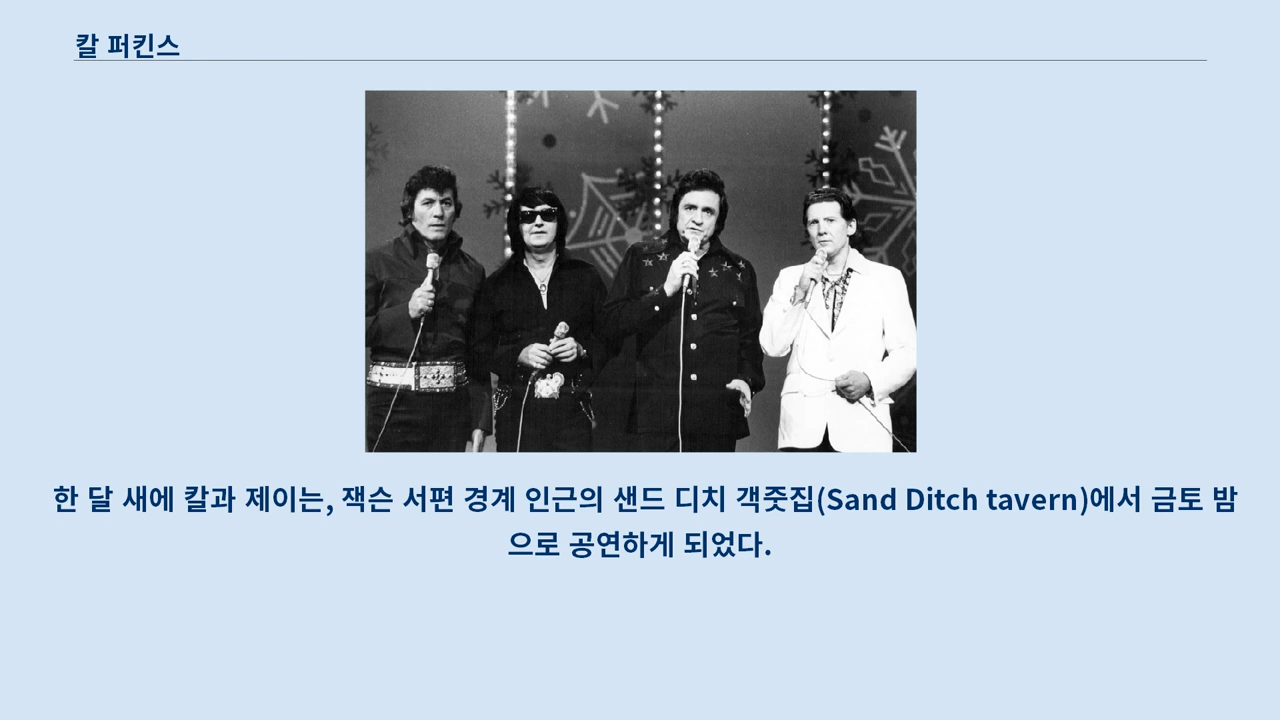 칼 퍼킨스
한 달 새에 칼과 제이는, 잭슨 서편 경계 인근의 샌드 디치 객줏집(Sand Ditch tavern)에서 금토 밤
으로 공연하게 되었다.